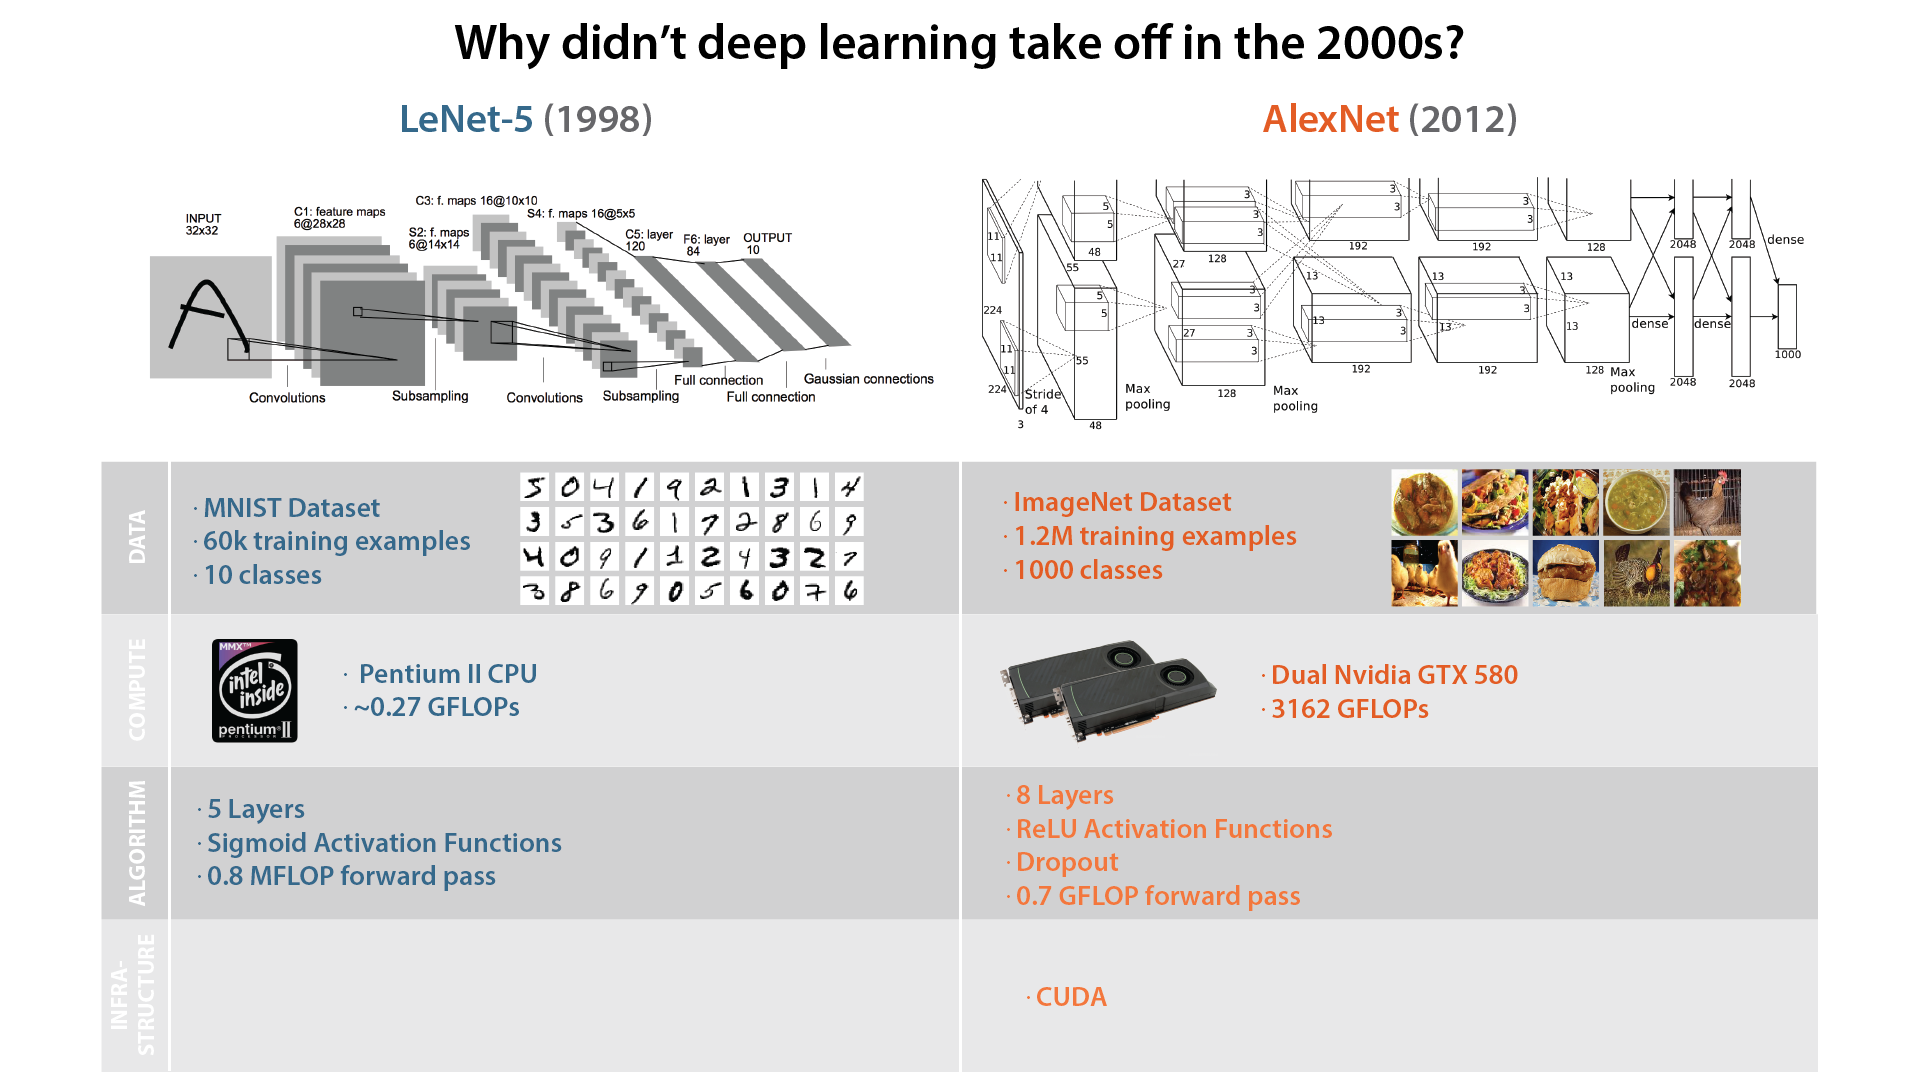 Why didn't deep learning take off in the 2000s?
LeNet-5 (1998)
INPUT
32x32
C1: feature maps
6@28x28
S2: f. maps
6@14x14
C3: f. maps 16@10x10
S4: f. maps 16@5x5
C5: layer
120
F6: layer
84
OUTPUT
10
Convolutions
Subsampling
Convolutions
Subsampling
Full connection
Full connection
Gaussian connections
AlexNet (2012)
11
11
224
11
11
224
3
Stride
of 4
5
5
48
55
5
5
55
48
Max
pooling
3
3
3
128
27
3
3
27
3
3
128
Max
pooling
3
3
192
13
3
3
13
192
3
3
192
13
3
3
13
192
128
13
13
128
Max
pooling
2048
2048
dense
dense
dense
2048
2048
1000
DATA
· MNIST Dataset
· 60k training examples
· 10 classes
5 0 4 1 9 2 1 3 1 4
3 5 3 6 1 7 2 8 6 9
4 0 9 1 1 2 4 3 2 7
3 8 6 9 0 5 6 0 7 6
· ImageNet Dataset
· 1.2M training examples
· 1000 classes
COMPUTE
MMX™
intel
inside
pentium® II
PROCESSOR
· Pentium II CPU
· ~0.27 GFLOPs
· Dual Nvidia GTX 580
· 3162 GFLOPs
ALGORITHM
· 5 Layers
· Sigmoid Activation Functions
· 0.8 MFLOP forward pass
· 8 Layers
· ReLU Activation Functions
· Dropout
· 0.7 GFLOP forward pass
INFRA-
STRUCTURE
· CUDA